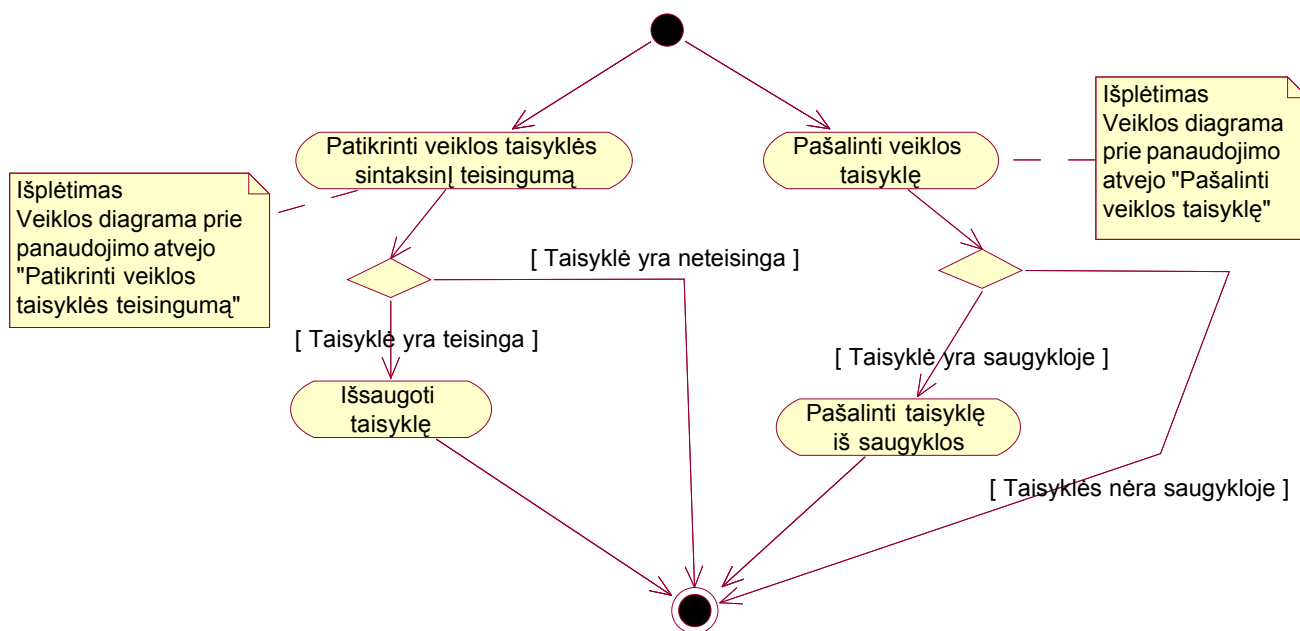 Patikrinti veiklos taisyklės
sintaksinĮ teisingumą
Pašalinti veiklos
taisyklę
Išplėtimas
Veiklos diagrama
prie panaudojimo
atvejo "Pašalinti
veiklos taisyklę"
Išplėtimas
Veiklos diagrama prie
panaudojimo atvejo
"Patikrinti veiklos
taisyklės teisingumą"
[ Taisyklė yra neteisinga ]
[ Taisyklė yra teisinga ]
[ Taisyklė yra saugykloje ]
Išsaugoti
taisyklę
Pašalinti taisyklę
iš saugyklos
[ Taisyklės nėra saugykloje ]